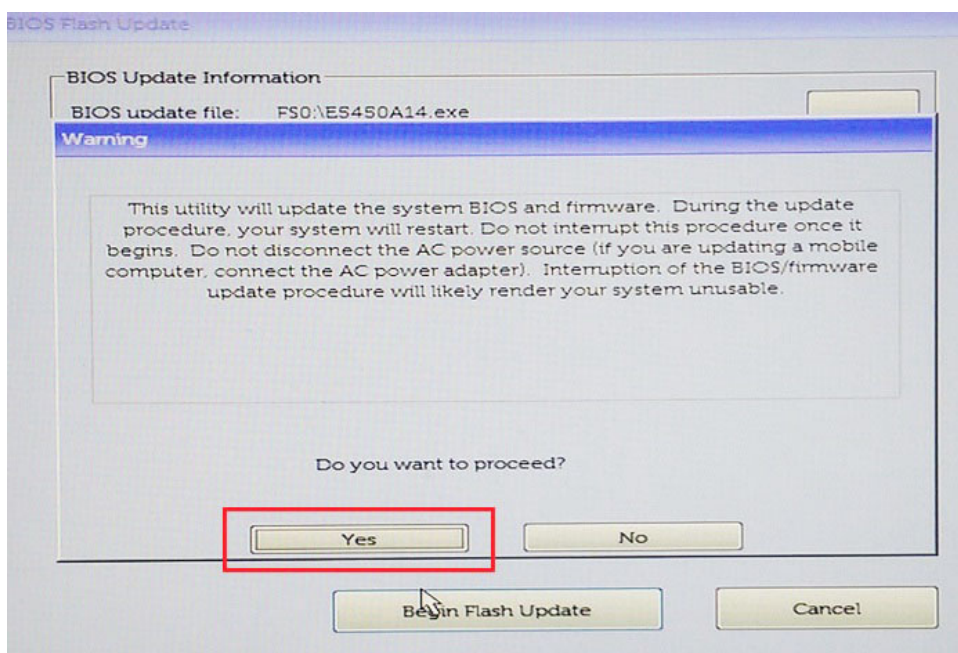 BIOS Flash Update
BIOS Update Information
BIOS update file: FS0:\E5450A14.exe
Warning
This utility will update the system BIOS and firmware. During the update
procedure, your system will restart. Do not interrupt this procedure once it
begins. Do not disconnect the AC power source (if you are updating a mobile
computer, connect the AC power adapter). Interruption of the BIOS/firmware
update procedure will likely render your system unusable.
Do you want to proceed?
Yes No
Begin Flash Update Cancel